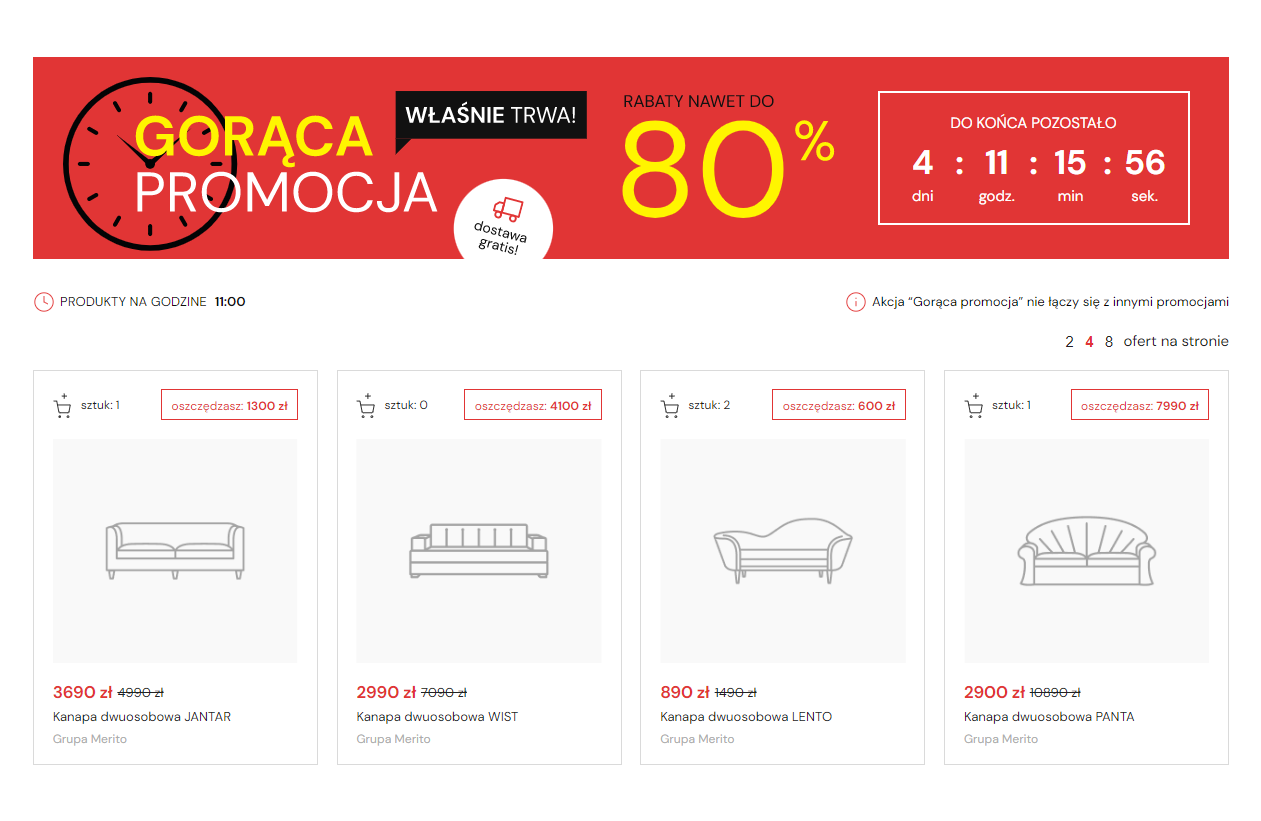 GORĄCA
PROMOCJA
WŁAŚNIE TRWA!
dostawa
gratis!
RABATY NAWET DO
80%
DO KOŃCA POZOSTAŁO
4 : 11 : 15 : 56
dni godz. min sek.
PRODUKTY NA GODZINE 11:00
Akcja “Gorąca promocja” nie łączy się z innymi promocjami
2 4 8 ofert na stronie
sztuk: 1
oszczędzasz: 1300 zł
3690 zł 4990 zł
Kanapa dwuosobowa JANTAR
Grupa Merito
sztuk: 0
oszczędzasz: 4100 zł
2990 zł 7090 zł
Kanapa dwuosobowa WIST
Grupa Merito
sztuk: 2
oszczędzasz: 600 zł
890 zł 1490 zł
Kanapa dwuosobowa LENTO
Grupa Merito
sztuk: 1
oszczędzasz: 7990 zł
2900 zł 10890 zł
Kanapa dwuosobowa PANTA
Grupa Merito